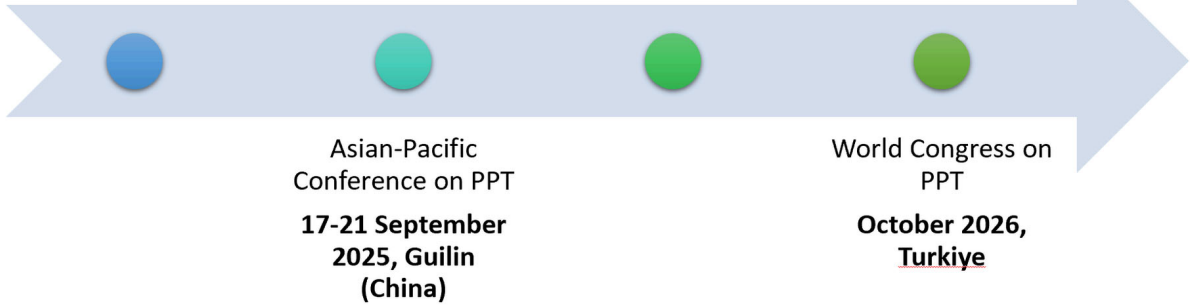 Asian-Pacific
Conference on PPT
17-21 September
2025, Guilin
(China)
World Congress on
PPT
October 2026,
Turkiye